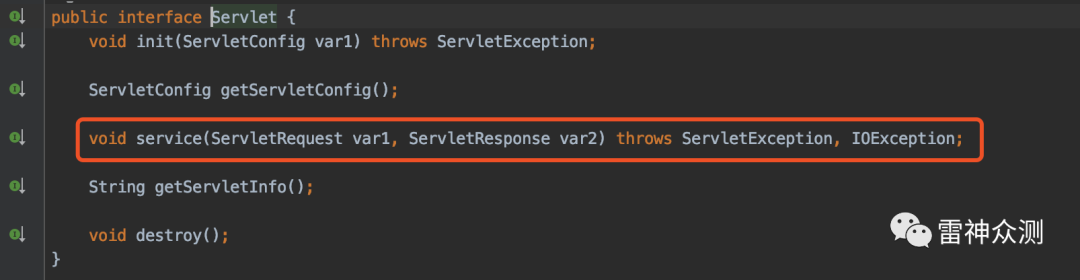 public interface Servlet {
void init(ServletConfig var1) throws ServletException;
ServletConfig getServletConfig();
void service(ServletRequest var1, ServletResponse var2) throws ServletException, IOException;
String getServletInfo();
void destroy();
}
雷神众测